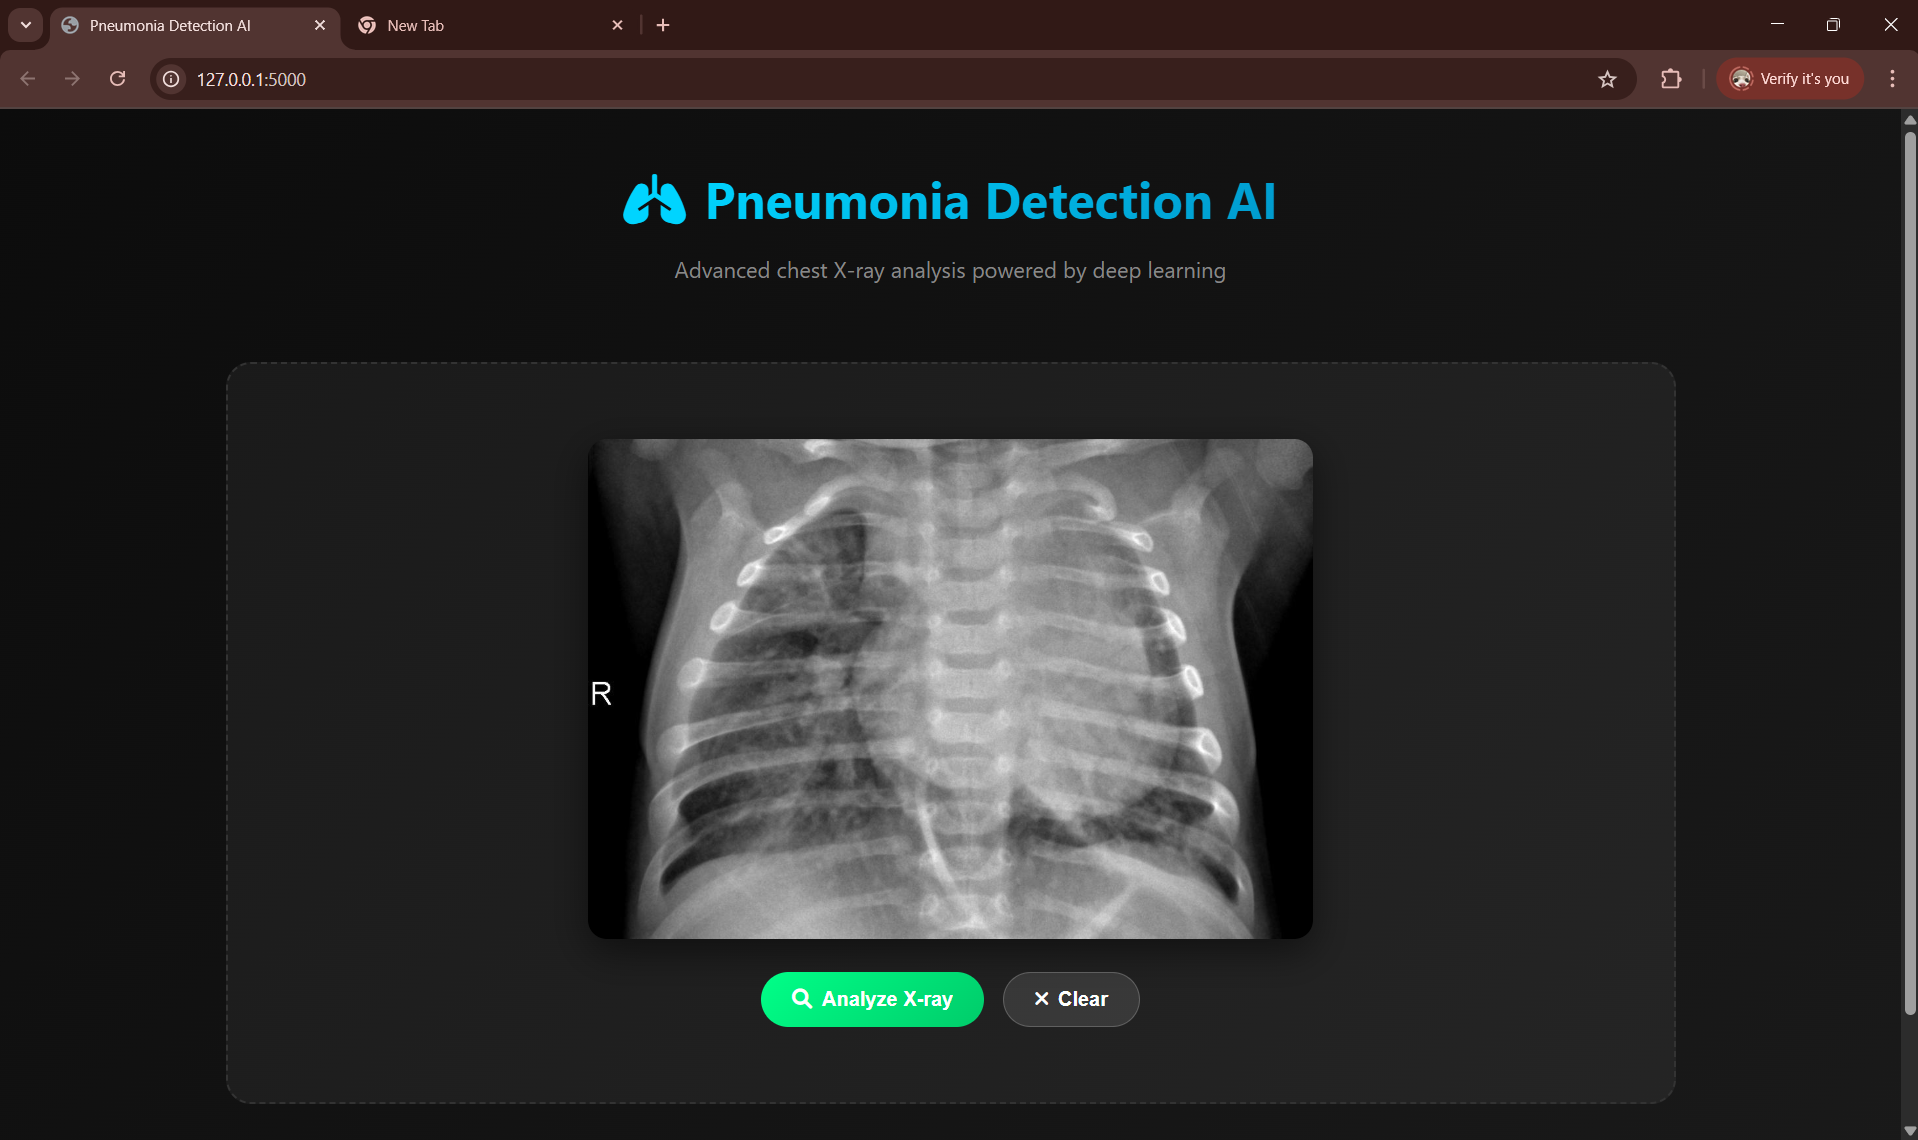 Pneumonia Detection AI
New Tab
127.0.0.1:5000
Verify it's you
Pneumonia Detection AI
Advanced chest X-ray analysis powered by deep learning
R
Analyze X-ray
Clear